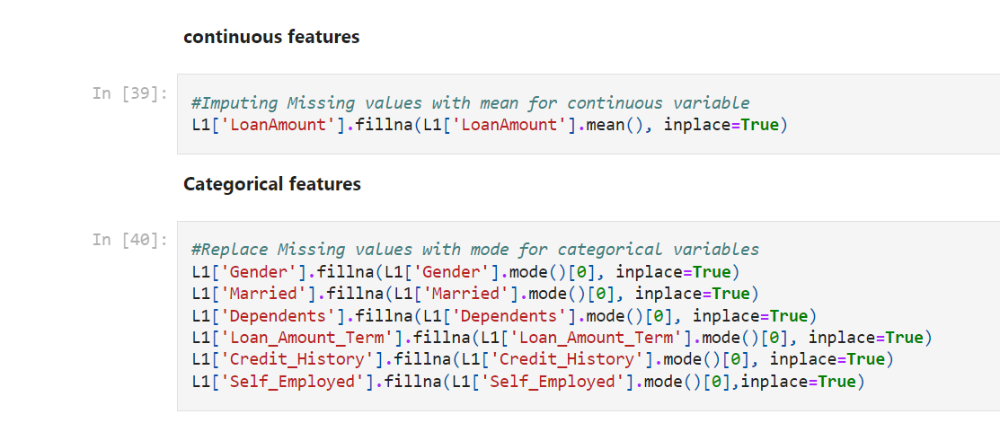 continuous features
In [39]:
#Imputing Missing values with mean for continuous variable
L1['LoanAmount'].fillna(L1['LoanAmount'].mean(), inplace=True)
Categorical features
In [40]:
#Replace Missing values with mode for categorical variables
L1['Gender'].fillna(L1['Gender'].mode()[0], inplace=True)
L1['Married'].fillna(L1['Married'].mode()[0], inplace=True)
L1['Dependents'].fillna(L1['Dependents'].mode()[0], inplace=True)
L1['Loan_Amount_Term'].fillna(L1['Loan_Amount_Term'].mode()[0], inplace=True)
L1['Credit_History'].fillna(L1['Credit_History'].mode()[0], inplace=True)
L1['Self_Employed'].fillna(L1['Self_Employed'].mode()[0],inplace=True)